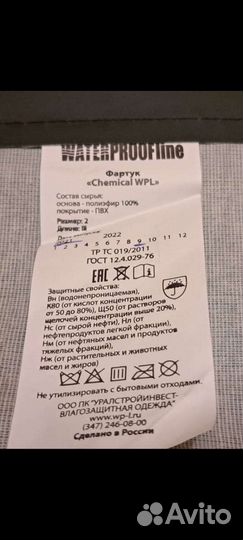 WATERPROOFline
Фартук
«Chemical WPL»
Состав сырья:
основа - полиэфир 100%
покрытие - ПВХ
Размер: 2
Длина: III
2021 2022
1 2 3 4 5 6 7 8 9 10 11 12
ТР ТС 019/2011
ГОСТ 12.4.029-76
EAC
Защитные свойства:
Вн (водонепроницаемая),
К80 (от кислот концентрации
от 50 до 80%), Щ50 (от растворов
щелочей концентрации выше 20%),
Нс (от сырой нефти), Нл (от
нефтепродуктов легкой фракции),
Нм (от нефтяных масел и продуктов
тяжелых фракций),
Нж (от растительных и животных
масел и жиров)
Не утилизировать с бытовыми отходами.
ООО ПК "УРАЛСТРОЙИНВЕСТ-
ВЛАГОЗАЩИТНАЯ ОДЕЖДА"
www.wp-l.ru
(347) 246-08-00
Сделано в России
Avito